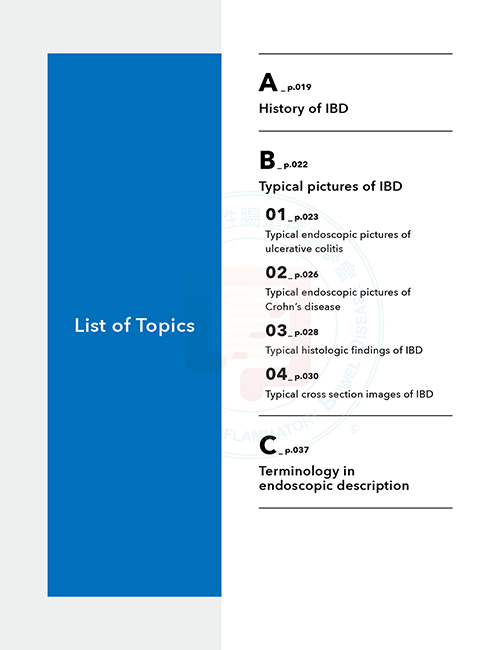 List of Topics
A _ p.019
History of IBD
B _ p.022
Typical pictures of IBD
01 _ p.023
Typical endoscopic pictures of
ulcerative colitis
02 _ p.026
Typical endoscopic pictures of
Crohn's disease
03 _ p.028
Typical histologic findings of IBD
04 _ p.030
Typical cross section images of IBD
C _ p.037
Terminology in
endoscopic description